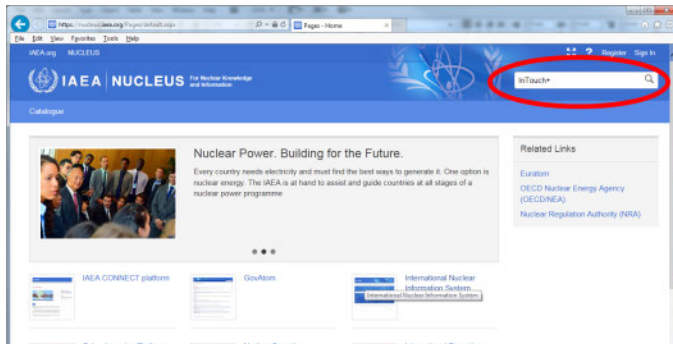 https://nucleus.iaea.org/Pages/default.aspx
Pages - Home
File Edit View Favorites Tools Help
IAEA.org NUCLEUS
? Register Sign In
IAEA NUCLEUS For Nuclear Knowledge
and Information
InTouch+
Catalogue
Nuclear Power. Building for the Future.
Every country needs electricity and must find the best ways to generate it. One option is
nuclear energy. The IAEA is at hand to assist and guide countries at all stages of a
nuclear power programme
Related Links
Euratom
OECD Nuclear Energy Agency
(OECD/NEA)
Nuclear Regulation Authority (NRA)
IAEA CONNECT platform
GovAtom
International Nuclear
Information System
International Nuclear Information System